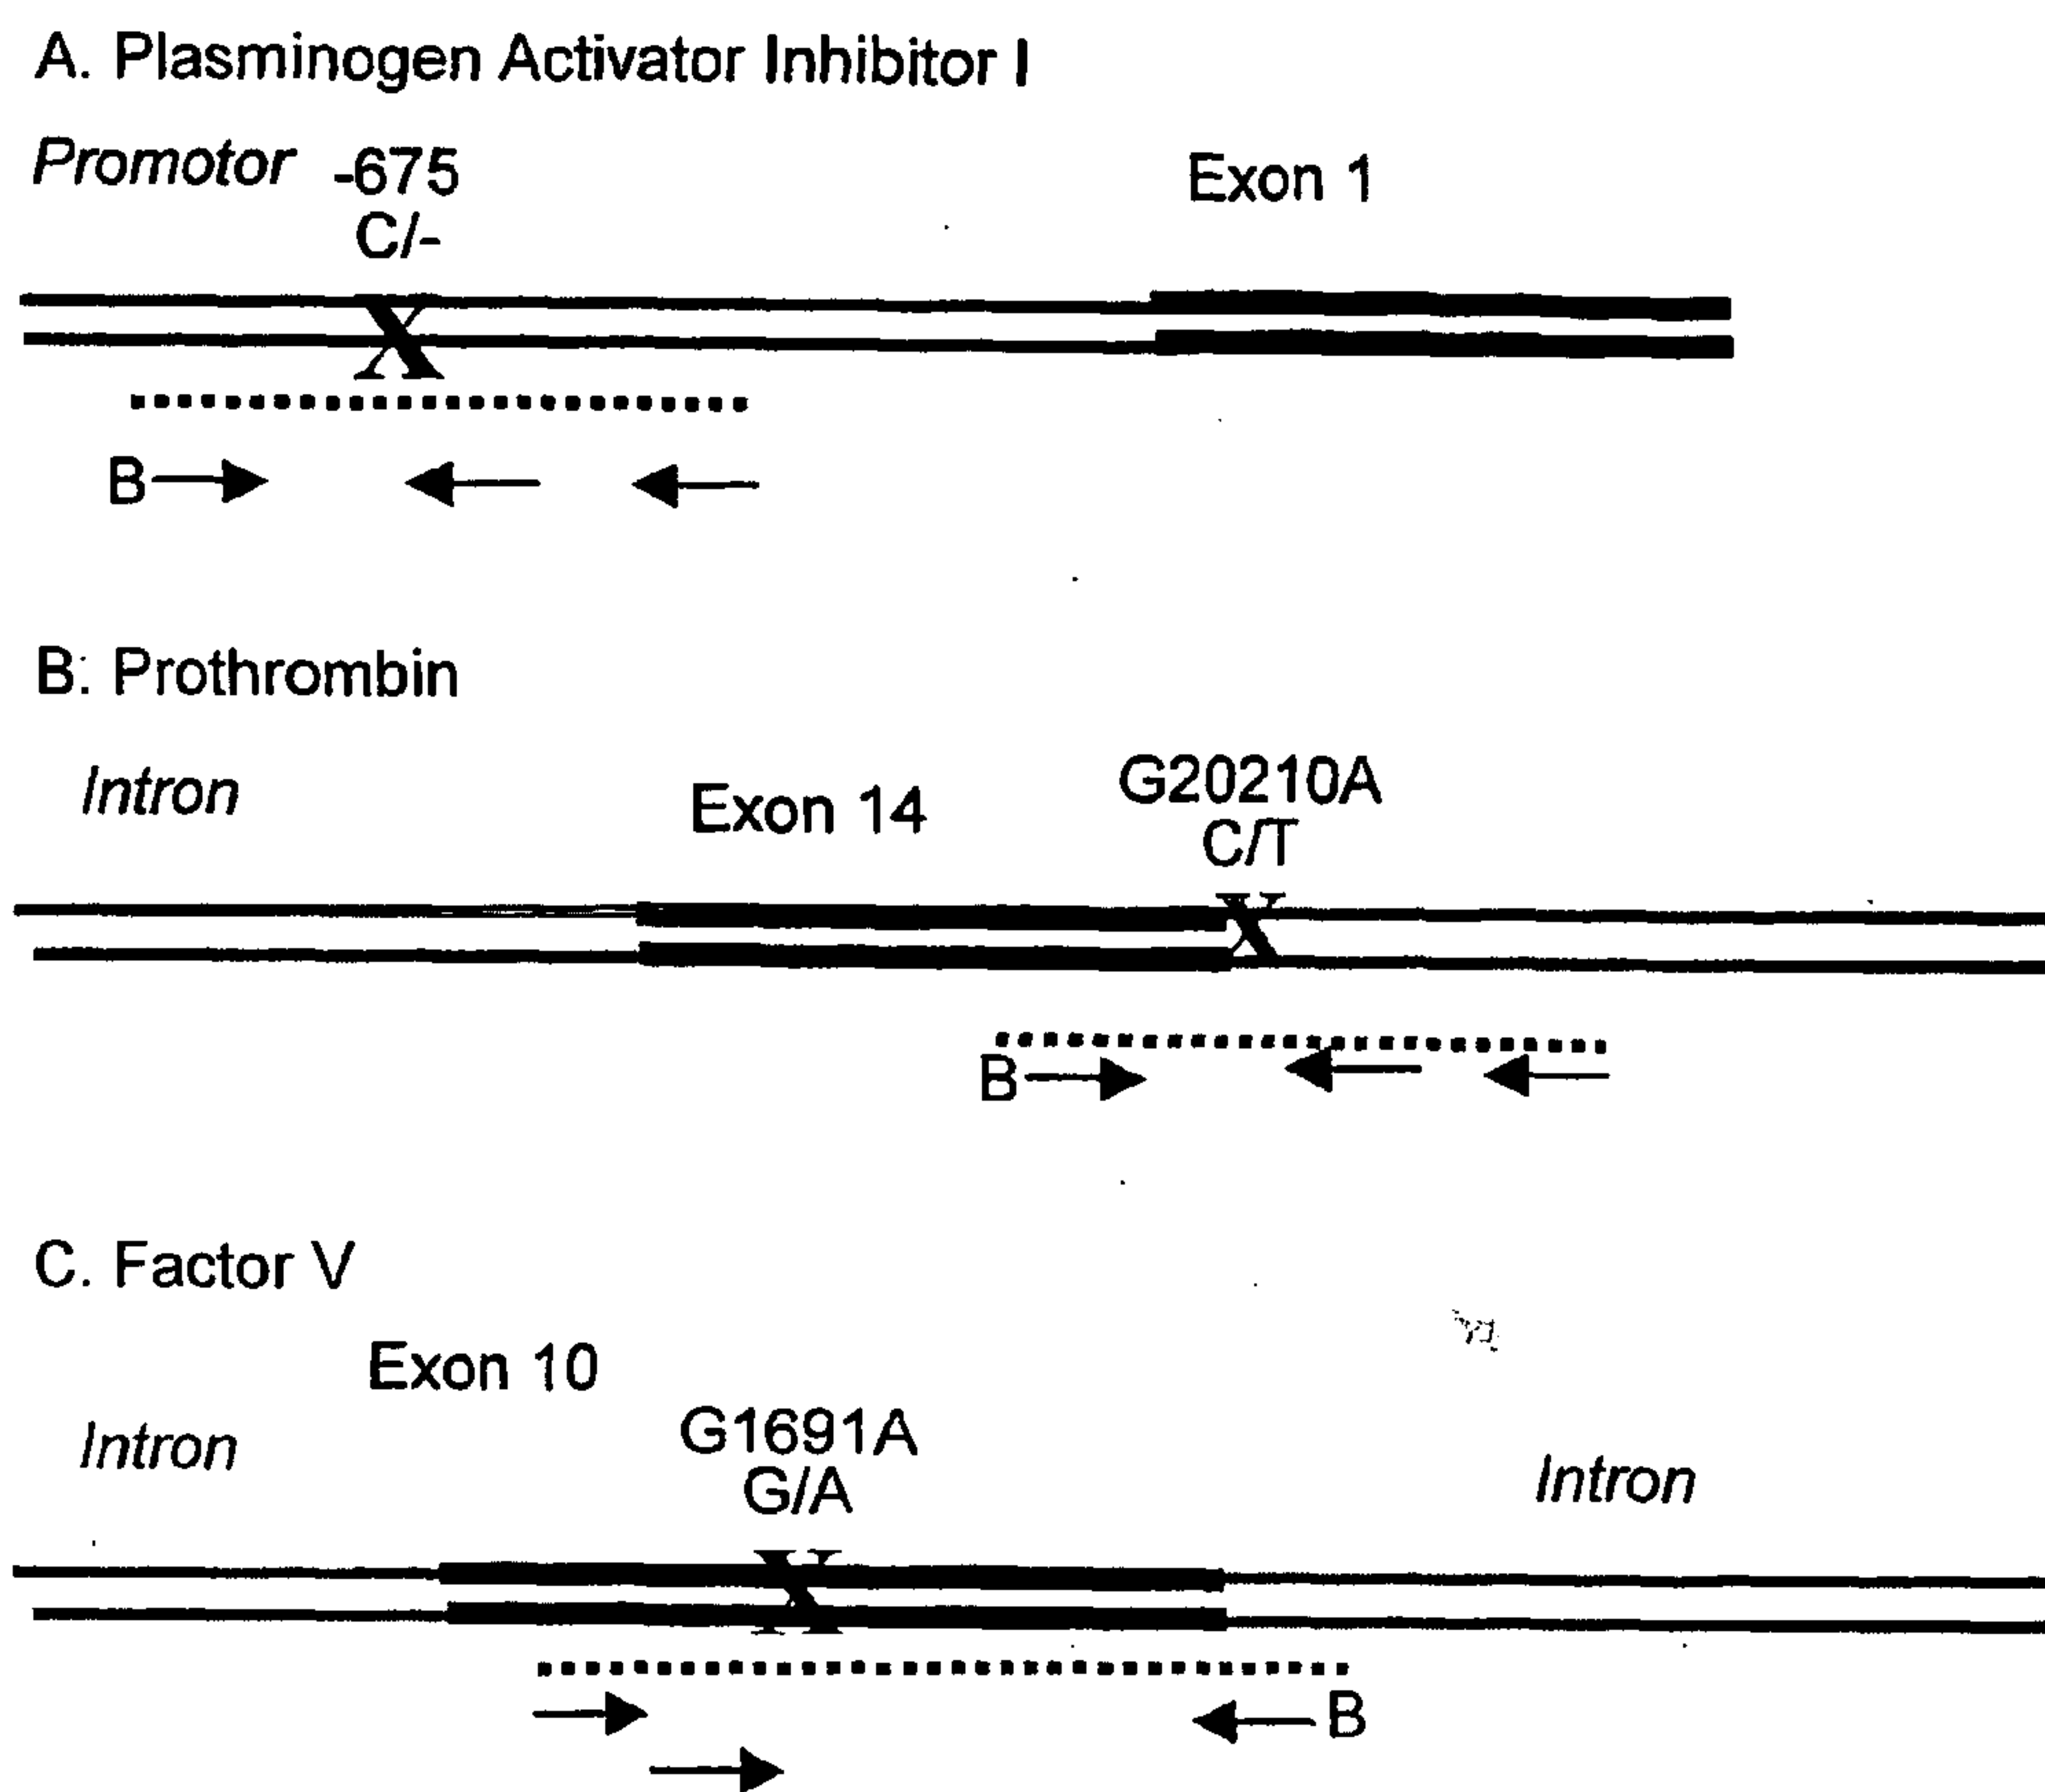 A. Plasminogen Activator Inhibitor I
Promotor -675
C/-
Exon 1
X
B
B: Prothrombin
Intron
Exon 14
G20210A
C/T
X
B
C. Factor V
Exon 10
G1691A
G/A
Intron
Intron
X
B